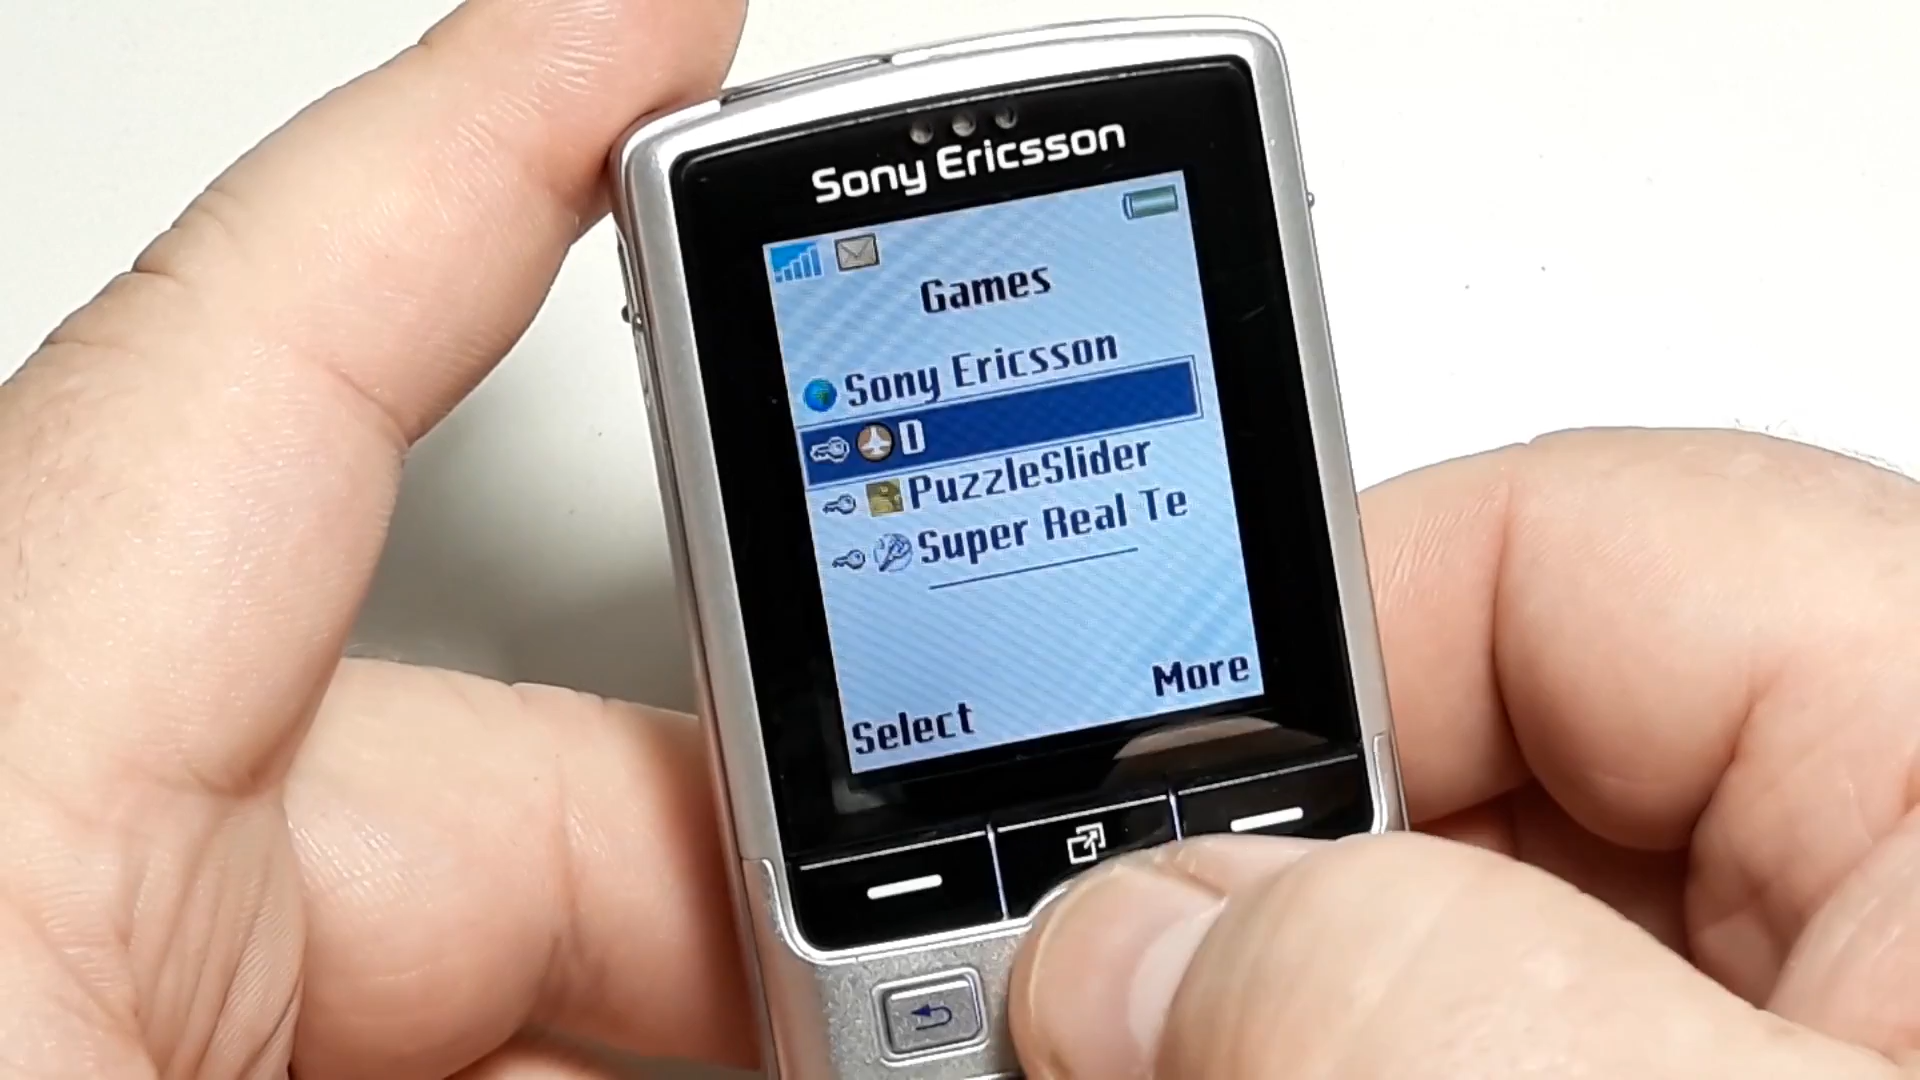 Sony Ericsson
Games
Sony Ericsson
D
PuzzleSlider
Super Real Te
More
Select